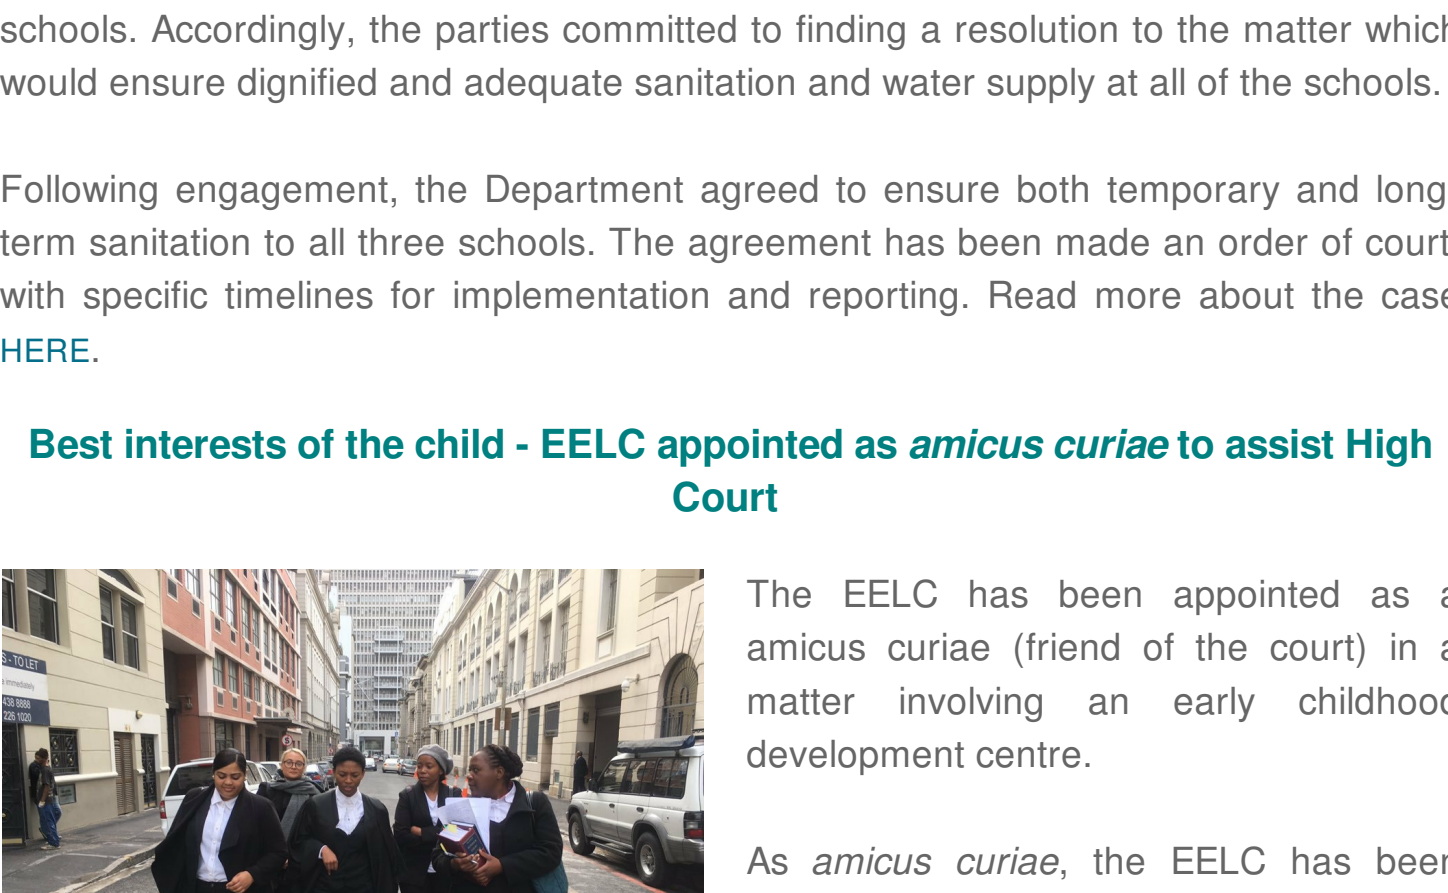 schools. Accordingly, the parties committed to finding a resolution to the matter which
would ensure dignified and adequate sanitation and water supply at all of the schools.
Following engagement, the Department agreed to ensure both temporary and long
term sanitation to all three schools. The agreement has been made an order of court
with specific timelines for implementation and reporting. Read more about the case
HERE.
Best interests of the child - EELC appointed as amicus curiae to assist High
Court
S - TO LET
immediately
438 8888
226 1020
The EELC has been appointed as a
amicus curiae (friend of the court) in a
matter involving an early childhood
development centre.
As amicus curiae, the EELC has been